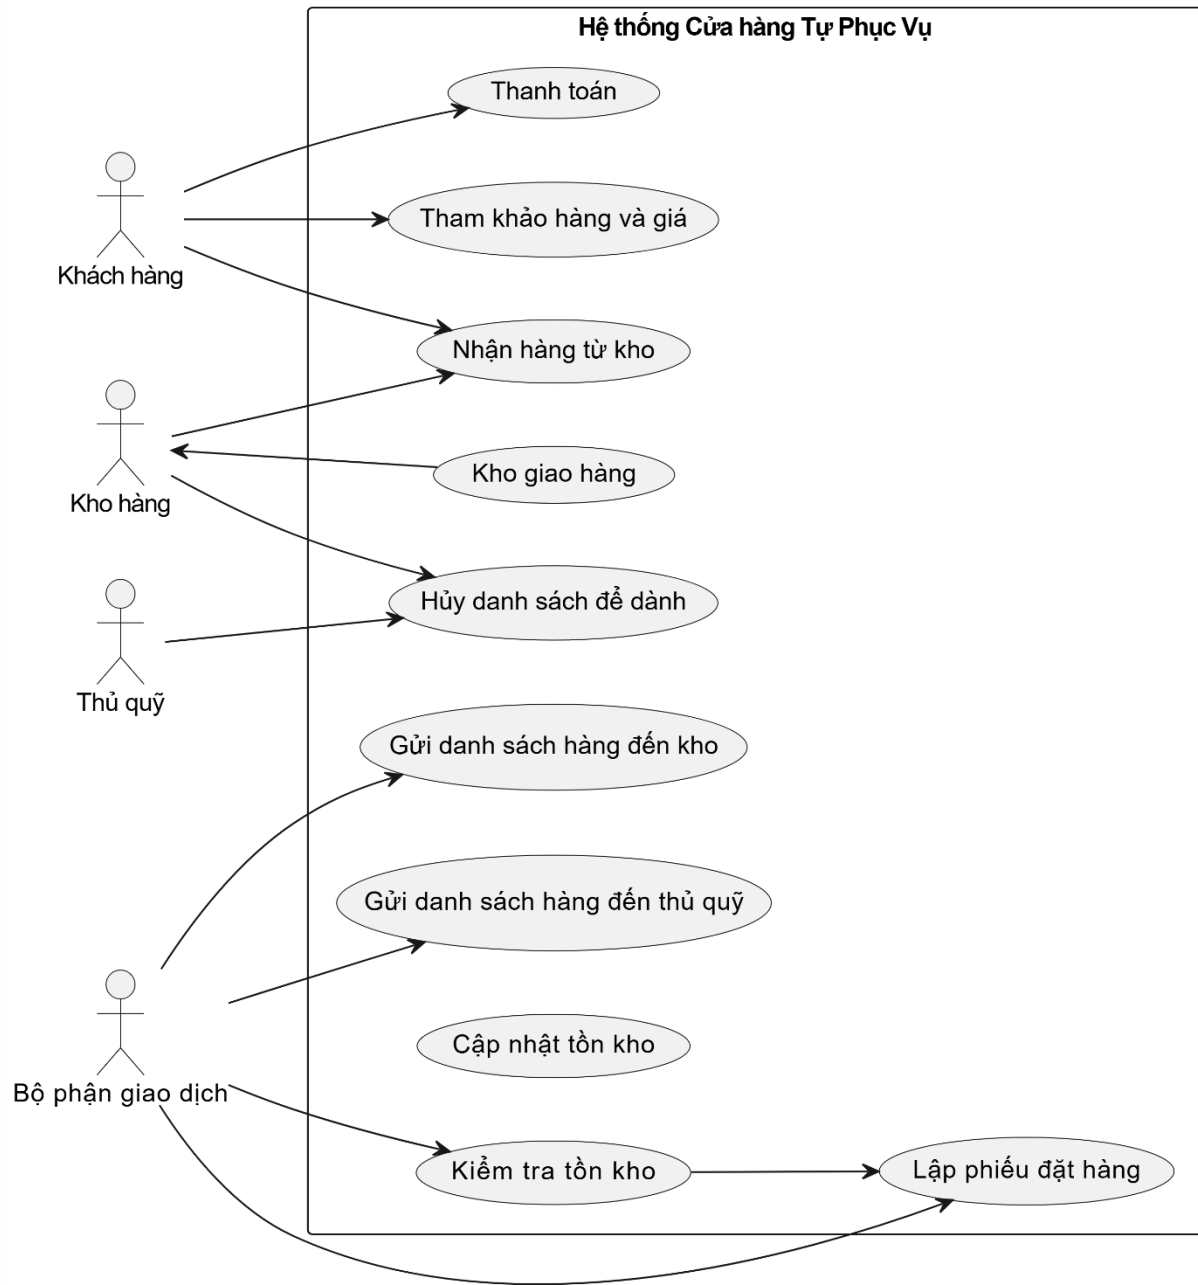 Hệ thống Cửa hàng Tự Phục Vụ
Thanh toán
Tham khảo hàng và giá
Khách hàng
Nhận hàng từ kho
Kho giao hàng
Kho hàng
Hủy danh sách để dành
Thủ quỹ
Gửi danh sách hàng đến kho
Gửi danh sách hàng đến thủ quỹ
Cập nhật tồn kho
Bộ phận giao dịch
Kiểm tra tồn kho
Lập phiếu đặt hàng